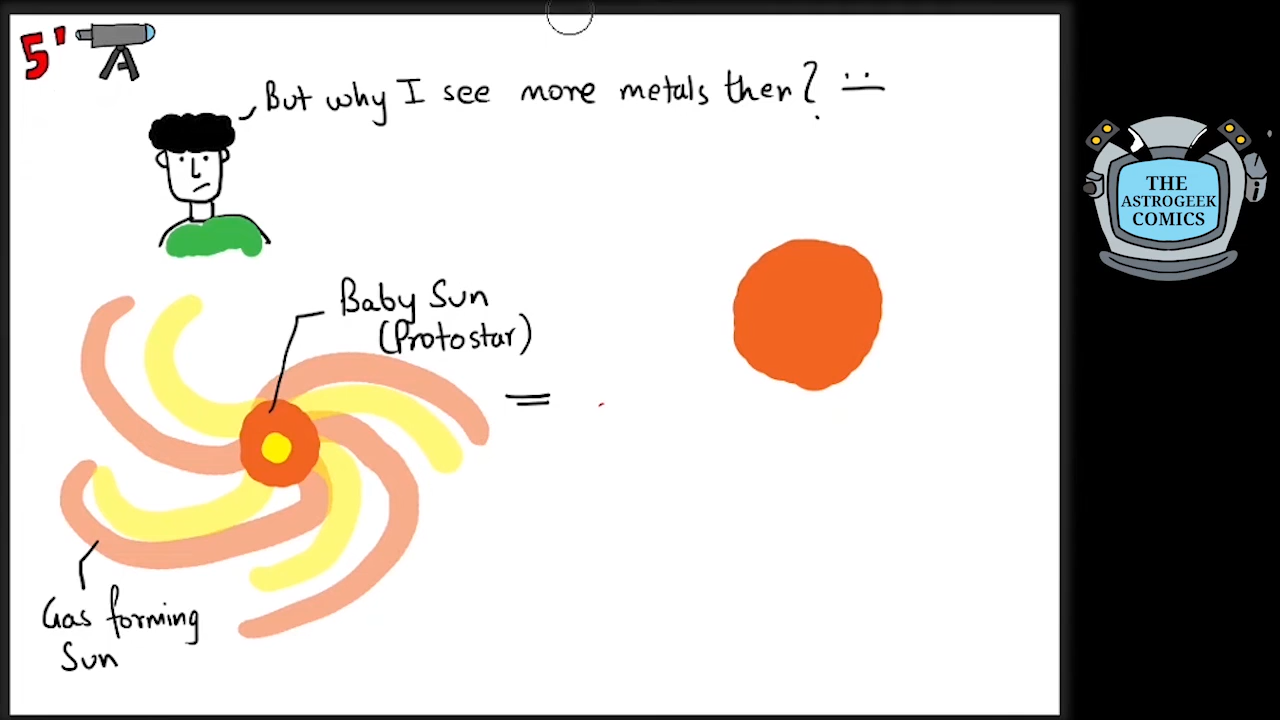 5'
But why I see more metals then?
Baby Sun
(Protostar)
=
Gas forming
Sun
THE
ASTROGEEK
COMICS